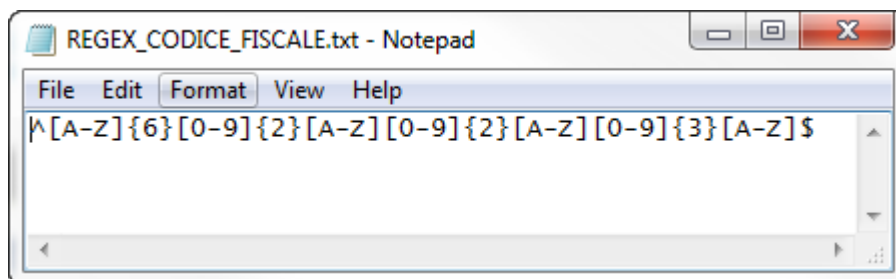 REGEX_CODICE_FISCALE.txt - Notepad
File Edit Format View Help
^[A-Z]{6}[0-9]{2}[A-Z][0-9]{2}[A-Z][0-9]{3}[A-Z]$